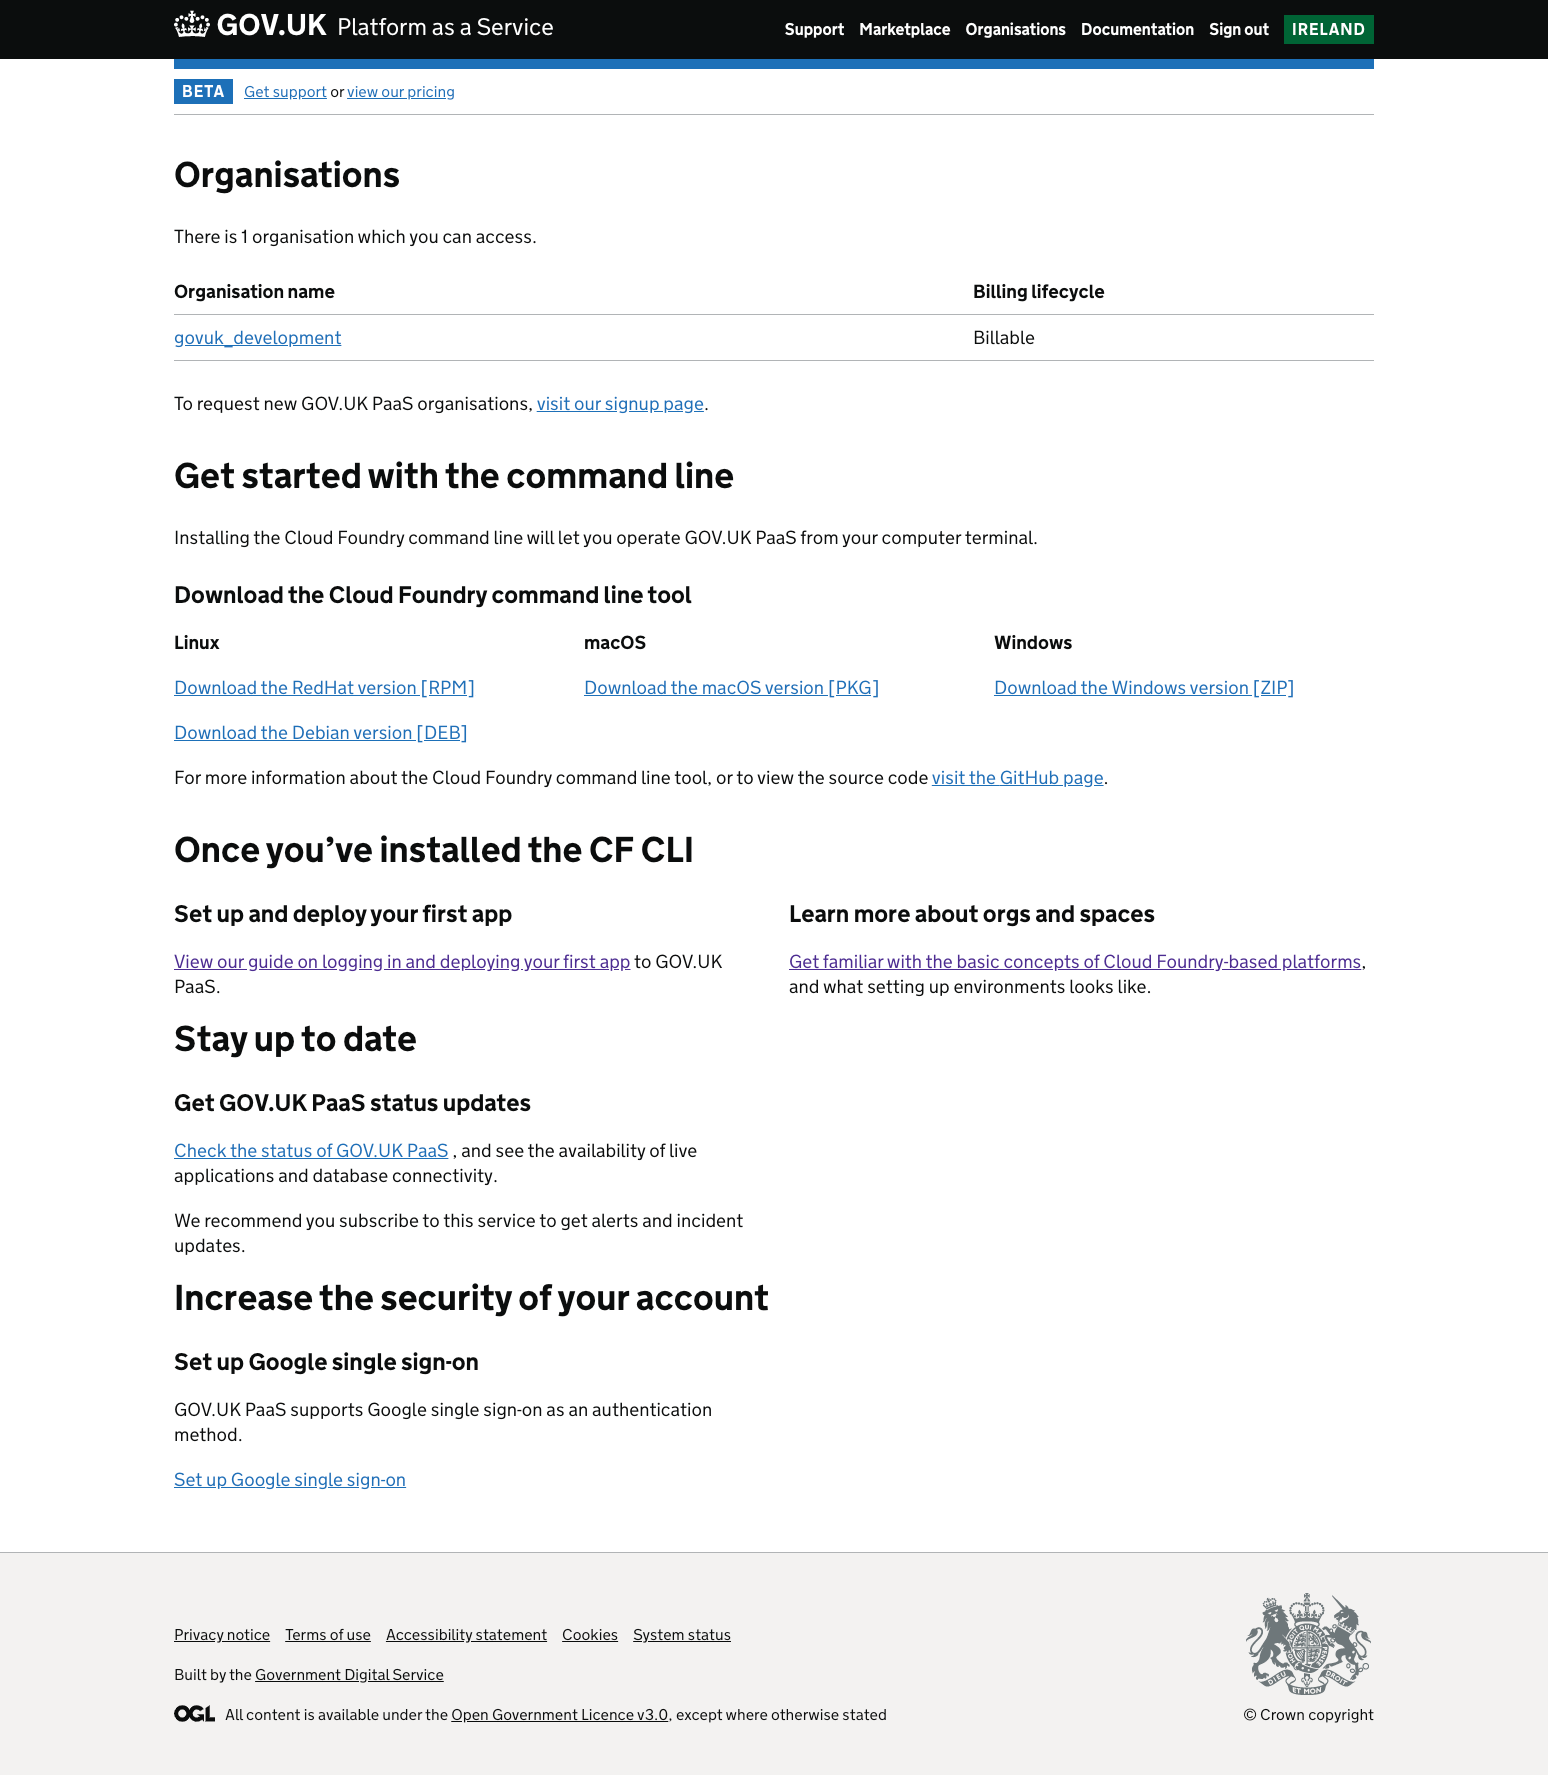 GOV.UK Platform as a Service
Support Marketplace Organisations Documentation Sign out IRELAND
BETA Get support or view our pricing
Organisations
There is 1 organisation which you can access.
Organisation name Billing lifecycle
govuk_development Billable
To request new GOV.UK PaaS organisations, visit our signup page.
Get started with the command line
Installing the Cloud Foundry command line will let you operate GOV.UK PaaS from your computer terminal.
Download the Cloud Foundry command line tool
Linux
Download the RedHat version [RPM]
Download the Debian version [DEB]
macOS
Download the macOS version [PKG]
Windows
Download the Windows version [ZIP]
For more information about the Cloud Foundry command line tool, or to view the source code visit the GitHub page.
Once you’ve installed the CF CLI
Set up and deploy your first app
View our guide on logging in and deploying your first app to GOV.UK
PaaS.
Learn more about orgs and spaces
Get familiar with the basic concepts of Cloud Foundry-based platforms,
and what setting up environments looks like.
Stay up to date
Get GOV.UK PaaS status updates
Check the status of GOV.UK PaaS , and see the availability of live
applications and database connectivity.
We recommend you subscribe to this service to get alerts and incident
updates.
Increase the security of your account
Set up Google single sign-on
GOV.UK PaaS supports Google single sign-on as an authentication
method.
Set up Google single sign-on
Privacy notice Terms of use Accessibility statement Cookies System status
Built by the Government Digital Service
OGL All content is available under the Open Government Licence v3.0, except where otherwise stated
DIEU ET MON DROIT
© Crown copyright